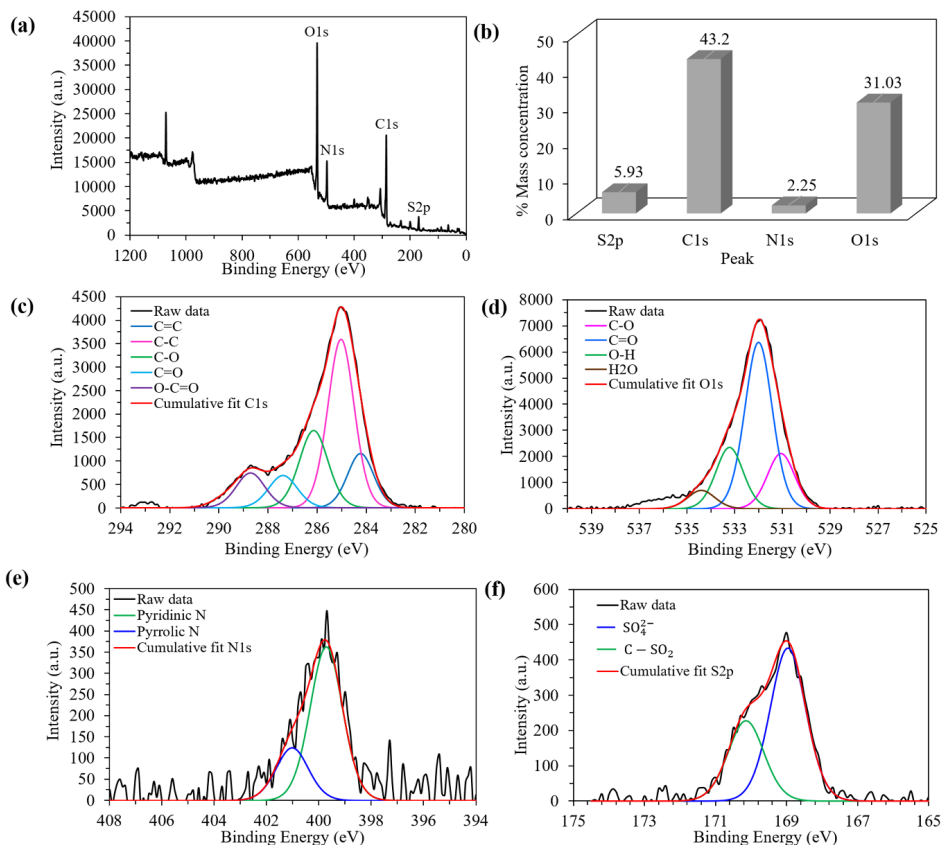 (a)
45000
40000
35000
30000
25000
20000
15000
10000
5000
0
Intensity (a.u.)
O1s
N1s
C1s
S2p
1200 1000 800 600 400 200 0
Binding Energy (eV)
(b)
50
40
30
20
10
0
% Mass concentration
5.93
43.2
2.25
31.03
S2p C1s N1s O1s
Peak
(c)
4500
4000
3500
3000
2500
2000
1500
1000
500
0
Intensity (a.u.)
Raw data
C=C
C-C
C-O
C=O
O-C=O
Cumulative fit C1s
294 292 290 288 286 284 282 280
Binding Energy (eV)
(d)
8000
7000
6000
5000
4000
3000
2000
1000
0
Intensity (a.u.)
Raw data
C-O
C=O
O-H
H2O
Cumulative fit O1s
559 537 535 533 532 531 529 527 525
Binding Energy (eV)
(e)
500
450
400
350
300
250
200
150
100
50
0
Intensity (a.u.)
Raw data
Pyridinic N
Pyrrolic N
Cumulative fit N1s
408 406 404 402 400 398 396 394
Binding Energy (eV)
(f)
600
500
400
300
200
100
0
Intensity (a.u.)
Raw data
SO₄²⁻
C − SO₂
Cumulative fit S2p
175 173 171 169 167 165
Binding Energy (eV)